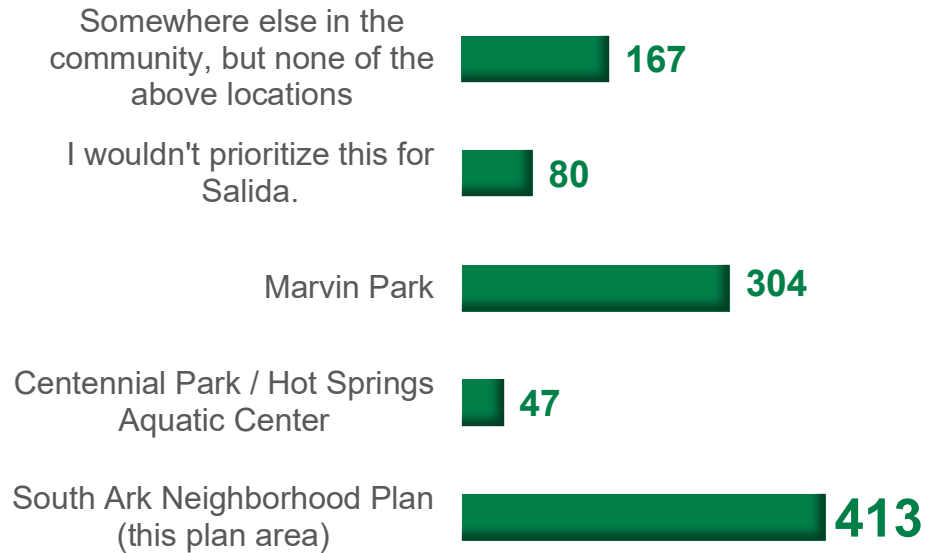 Somewhere else in the
community, but none of the
above locations
167
I wouldn't prioritize this for
Salida.
80
Marvin Park
304
Centennial Park / Hot Springs
Aquatic Center
47
South Ark Neighborhood Plan
(this plan area)
413